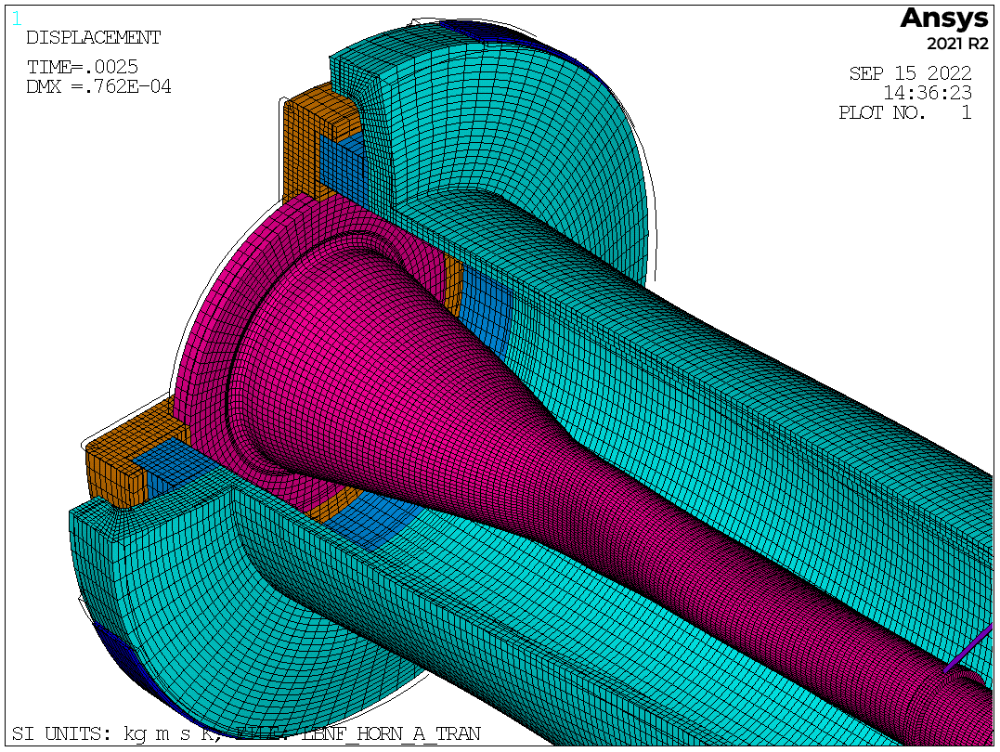 1
DISPLACEMENT
TIME=.0025
DMX =.762E-04
Ansys
2021 R2
SEP 15 2022
14:36:23
PLOT NO. 1
SI UNITS: kg m s K, LBNF_HORN_A_TRAN